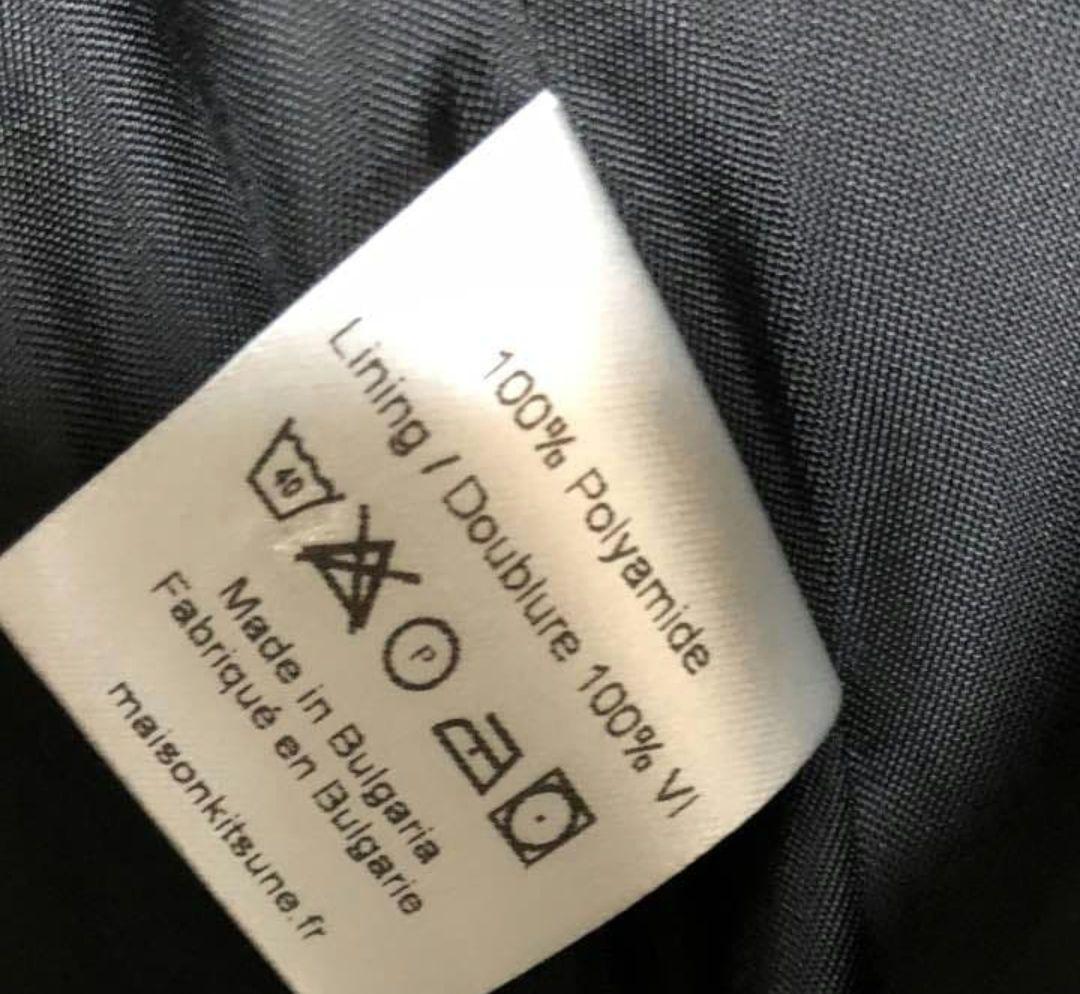 100% Polyamide
Lining / Doublure 100% VI
40
P
Made in Bulgaria
Fabriqué en Bulgarie
maisonkitsune.fr